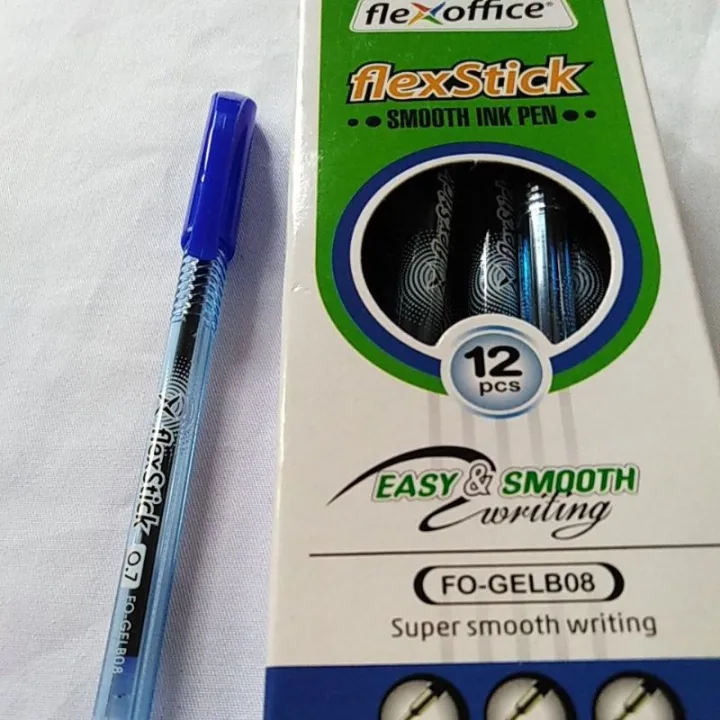 flexoffice®
flexStick
SMOOTH INK PEN
12
pcs
EASY & SMOOTH
writing
FO-GELB08
Super smooth writing
flexStick 0.7 FO-GELB08